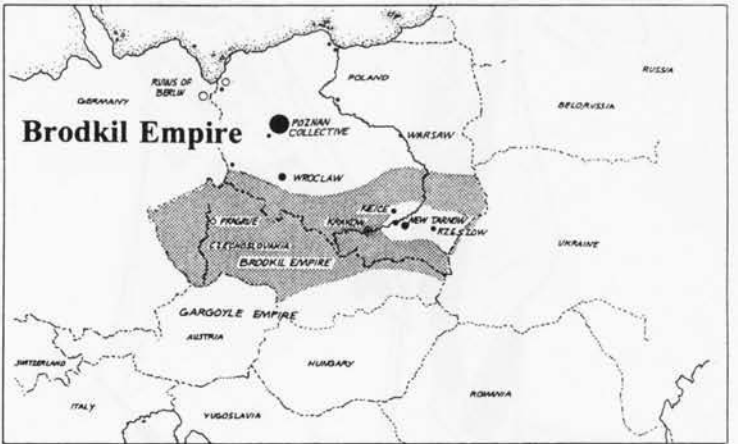 RUINS OF
BERLIN
GERMANY
POLAND
RUSSIA
BELORUSSIA
Brodkil Empire
POZNAN
COLLECTIVE
WARSAW
WROCLAW
KEJCE
PRAGUE
KRAKOW
NEW TARNOW
RZESZOW
CZECHOSLOVAKIA
BRODKIL EMPIRE
UKRAINE
GARGOYLE EMPIRE
AUSTRIA
SWITZERLAND
HUNGARY
ROMANIA
ITALY
YUGOSLAVIA